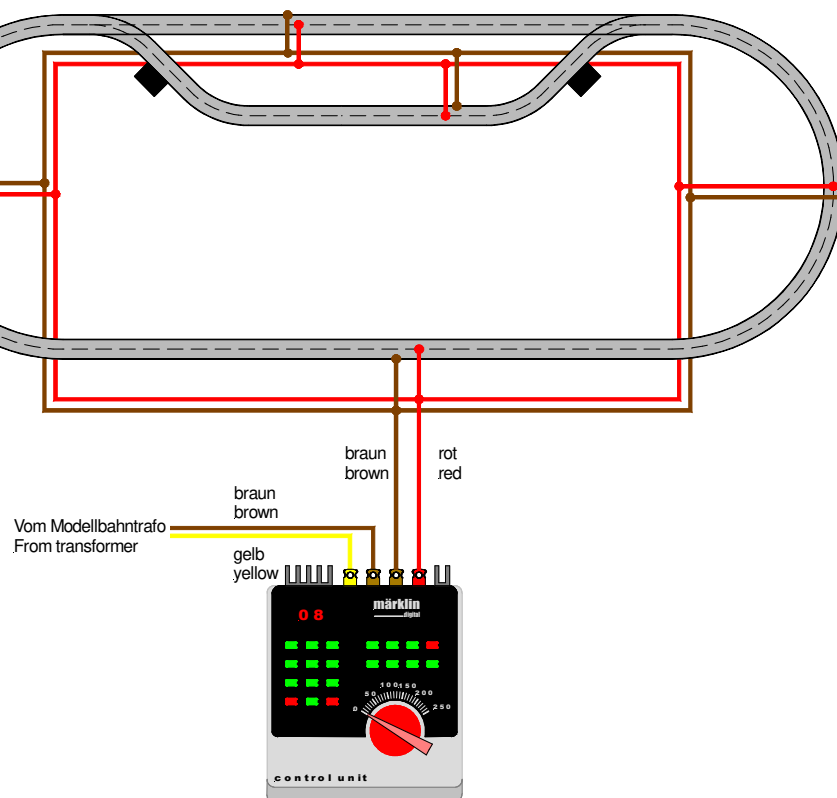 braun
brown
rot
red
braun
brown
Vom Modellbahntrafo
From transformer
gelb
yellow
märklin
digital
08
0 50 100 150 200 250
control unit